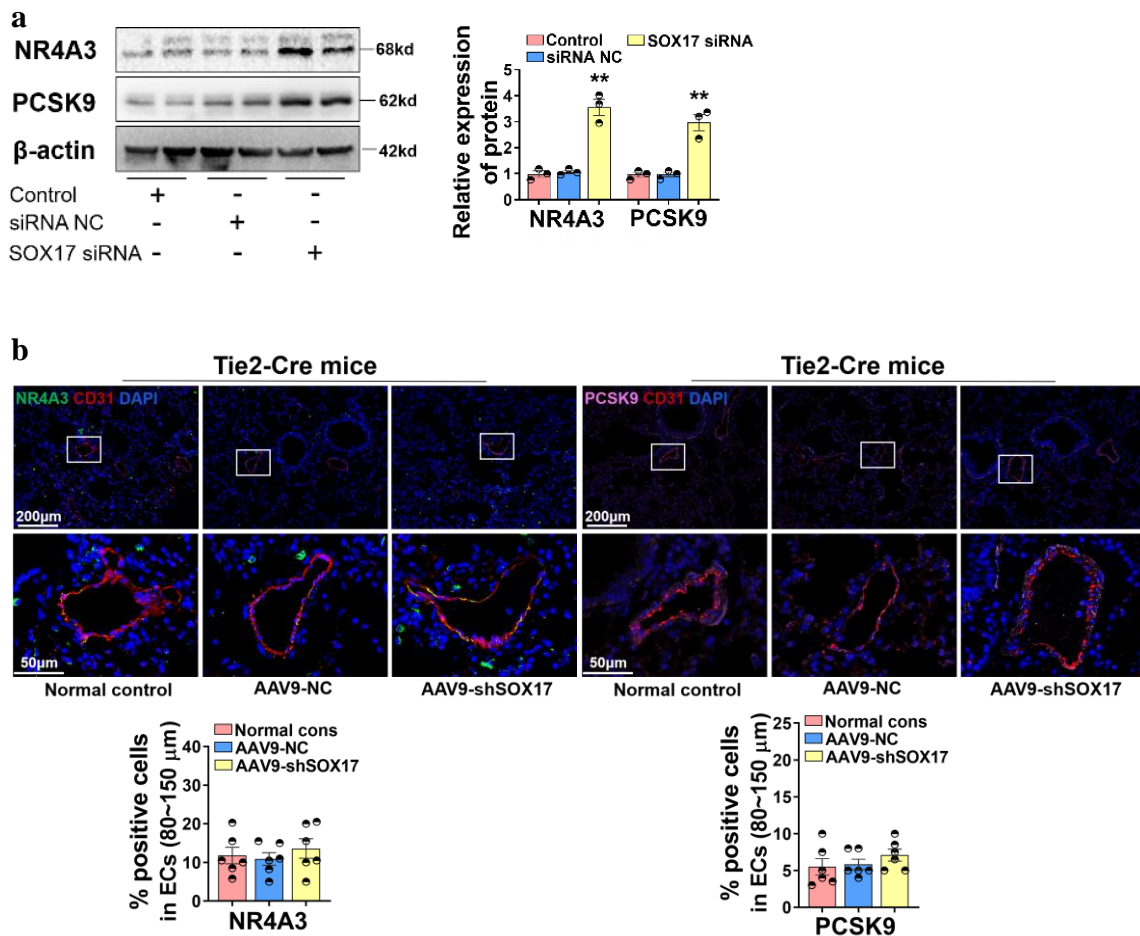 a
NR4A3
68kd
PCSK9
62kd
β-actin
42kd
Control + - -
siRNA NC - + -
SOX17 siRNA - - +
Control
SOX17 siRNA
siRNA NC
Relative expression
of protein
5
4
3
2
1
0
**
**
NR4A3
PCSK9
b
Tie2-Cre mice
Tie2-Cre mice
NR4A3 CD31 DAPI
PCSK9 CD31 DAPI
200μm
200μm
50μm
50μm
Normal control
AAV9-NC
AAV9-shSOX17
Normal control
AAV9-NC
AAV9-shSOX17
% positive cells
in ECs (80~150 μm)
40
30
20
10
0
Normal cons
AAV9-NC
AAV9-shSOX17
NR4A3
% positive cells
in ECs (80~150 μm)
25
20
15
10
5
0
Normal cons
AAV9-NC
AAV9-shSOX17
PCSK9